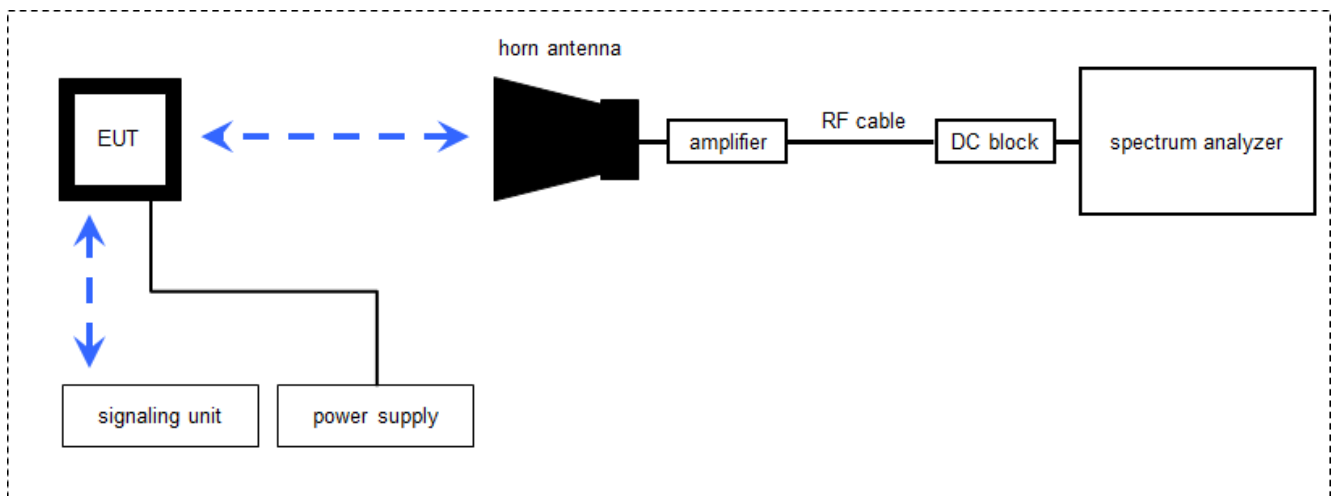 horn antenna
EUT
amplifier
RF cable
DC block
spectrum analyzer
signaling unit
power supply